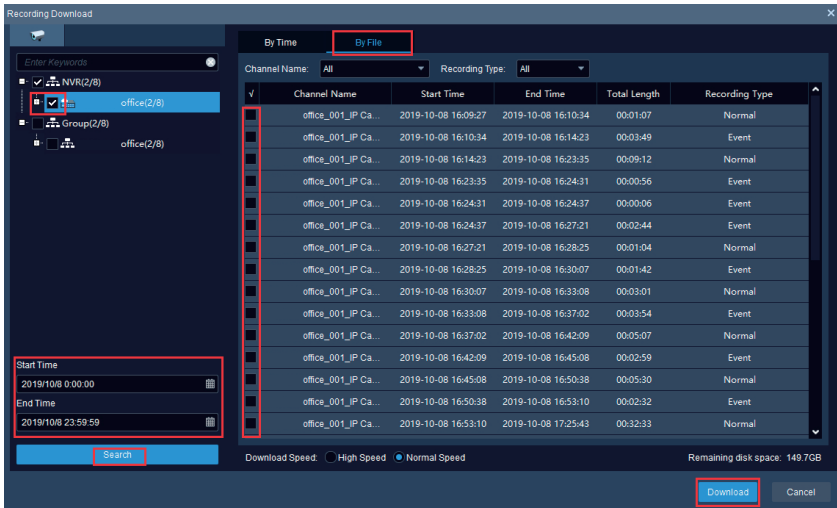 Recording Download
By Time By File
Enter Keywords
Channel Name: All Recording Type: All
NVR(2/8)
office(2/8)
Group(2/8)
office(2/8)
√ Channel Name Start Time End Time Total Length Recording Type
office_001_IP Ca... 2019-10-08 16:09:27 2019-10-08 16:10:34 00:01:07 Normal
office_001_IP Ca... 2019-10-08 16:10:34 2019-10-08 16:14:23 00:03:49 Event
office_001_IP Ca... 2019-10-08 16:14:23 2019-10-08 16:23:35 00:09:12 Normal
office_001_IP Ca... 2019-10-08 16:23:35 2019-10-08 16:24:31 00:00:56 Event
office_001_IP Ca... 2019-10-08 16:24:31 2019-10-08 16:24:37 00:00:06 Event
office_001_IP Ca... 2019-10-08 16:24:37 2019-10-08 16:27:21 00:02:44 Event
office_001_IP Ca... 2019-10-08 16:27:21 2019-10-08 16:28:25 00:01:04 Normal
office_001_IP Ca... 2019-10-08 16:28:25 2019-10-08 16:30:07 00:01:42 Event
office_001_IP Ca... 2019-10-08 16:30:07 2019-10-08 16:33:08 00:03:01 Normal
office_001_IP Ca... 2019-10-08 16:33:08 2019-10-08 16:37:02 00:03:54 Event
office_001_IP Ca... 2019-10-08 16:37:02 2019-10-08 16:42:09 00:05:07 Normal
office_001_IP Ca... 2019-10-08 16:42:09 2019-10-08 16:45:08 00:02:59 Event
office_001_IP Ca... 2019-10-08 16:45:08 2019-10-08 16:50:38 00:05:30 Normal
office_001_IP Ca... 2019-10-08 16:50:38 2019-10-08 16:53:10 00:02:32 Event
office_001_IP Ca... 2019-10-08 16:53:10 2019-10-08 17:25:43 00:32:33 Normal
Start Time
2019/10/8 0:00:00
End Time
2019/10/8 23:59:59
Search
Download Speed: High Speed Normal Speed Remaining disk space: 149.7GB
Download Cancel